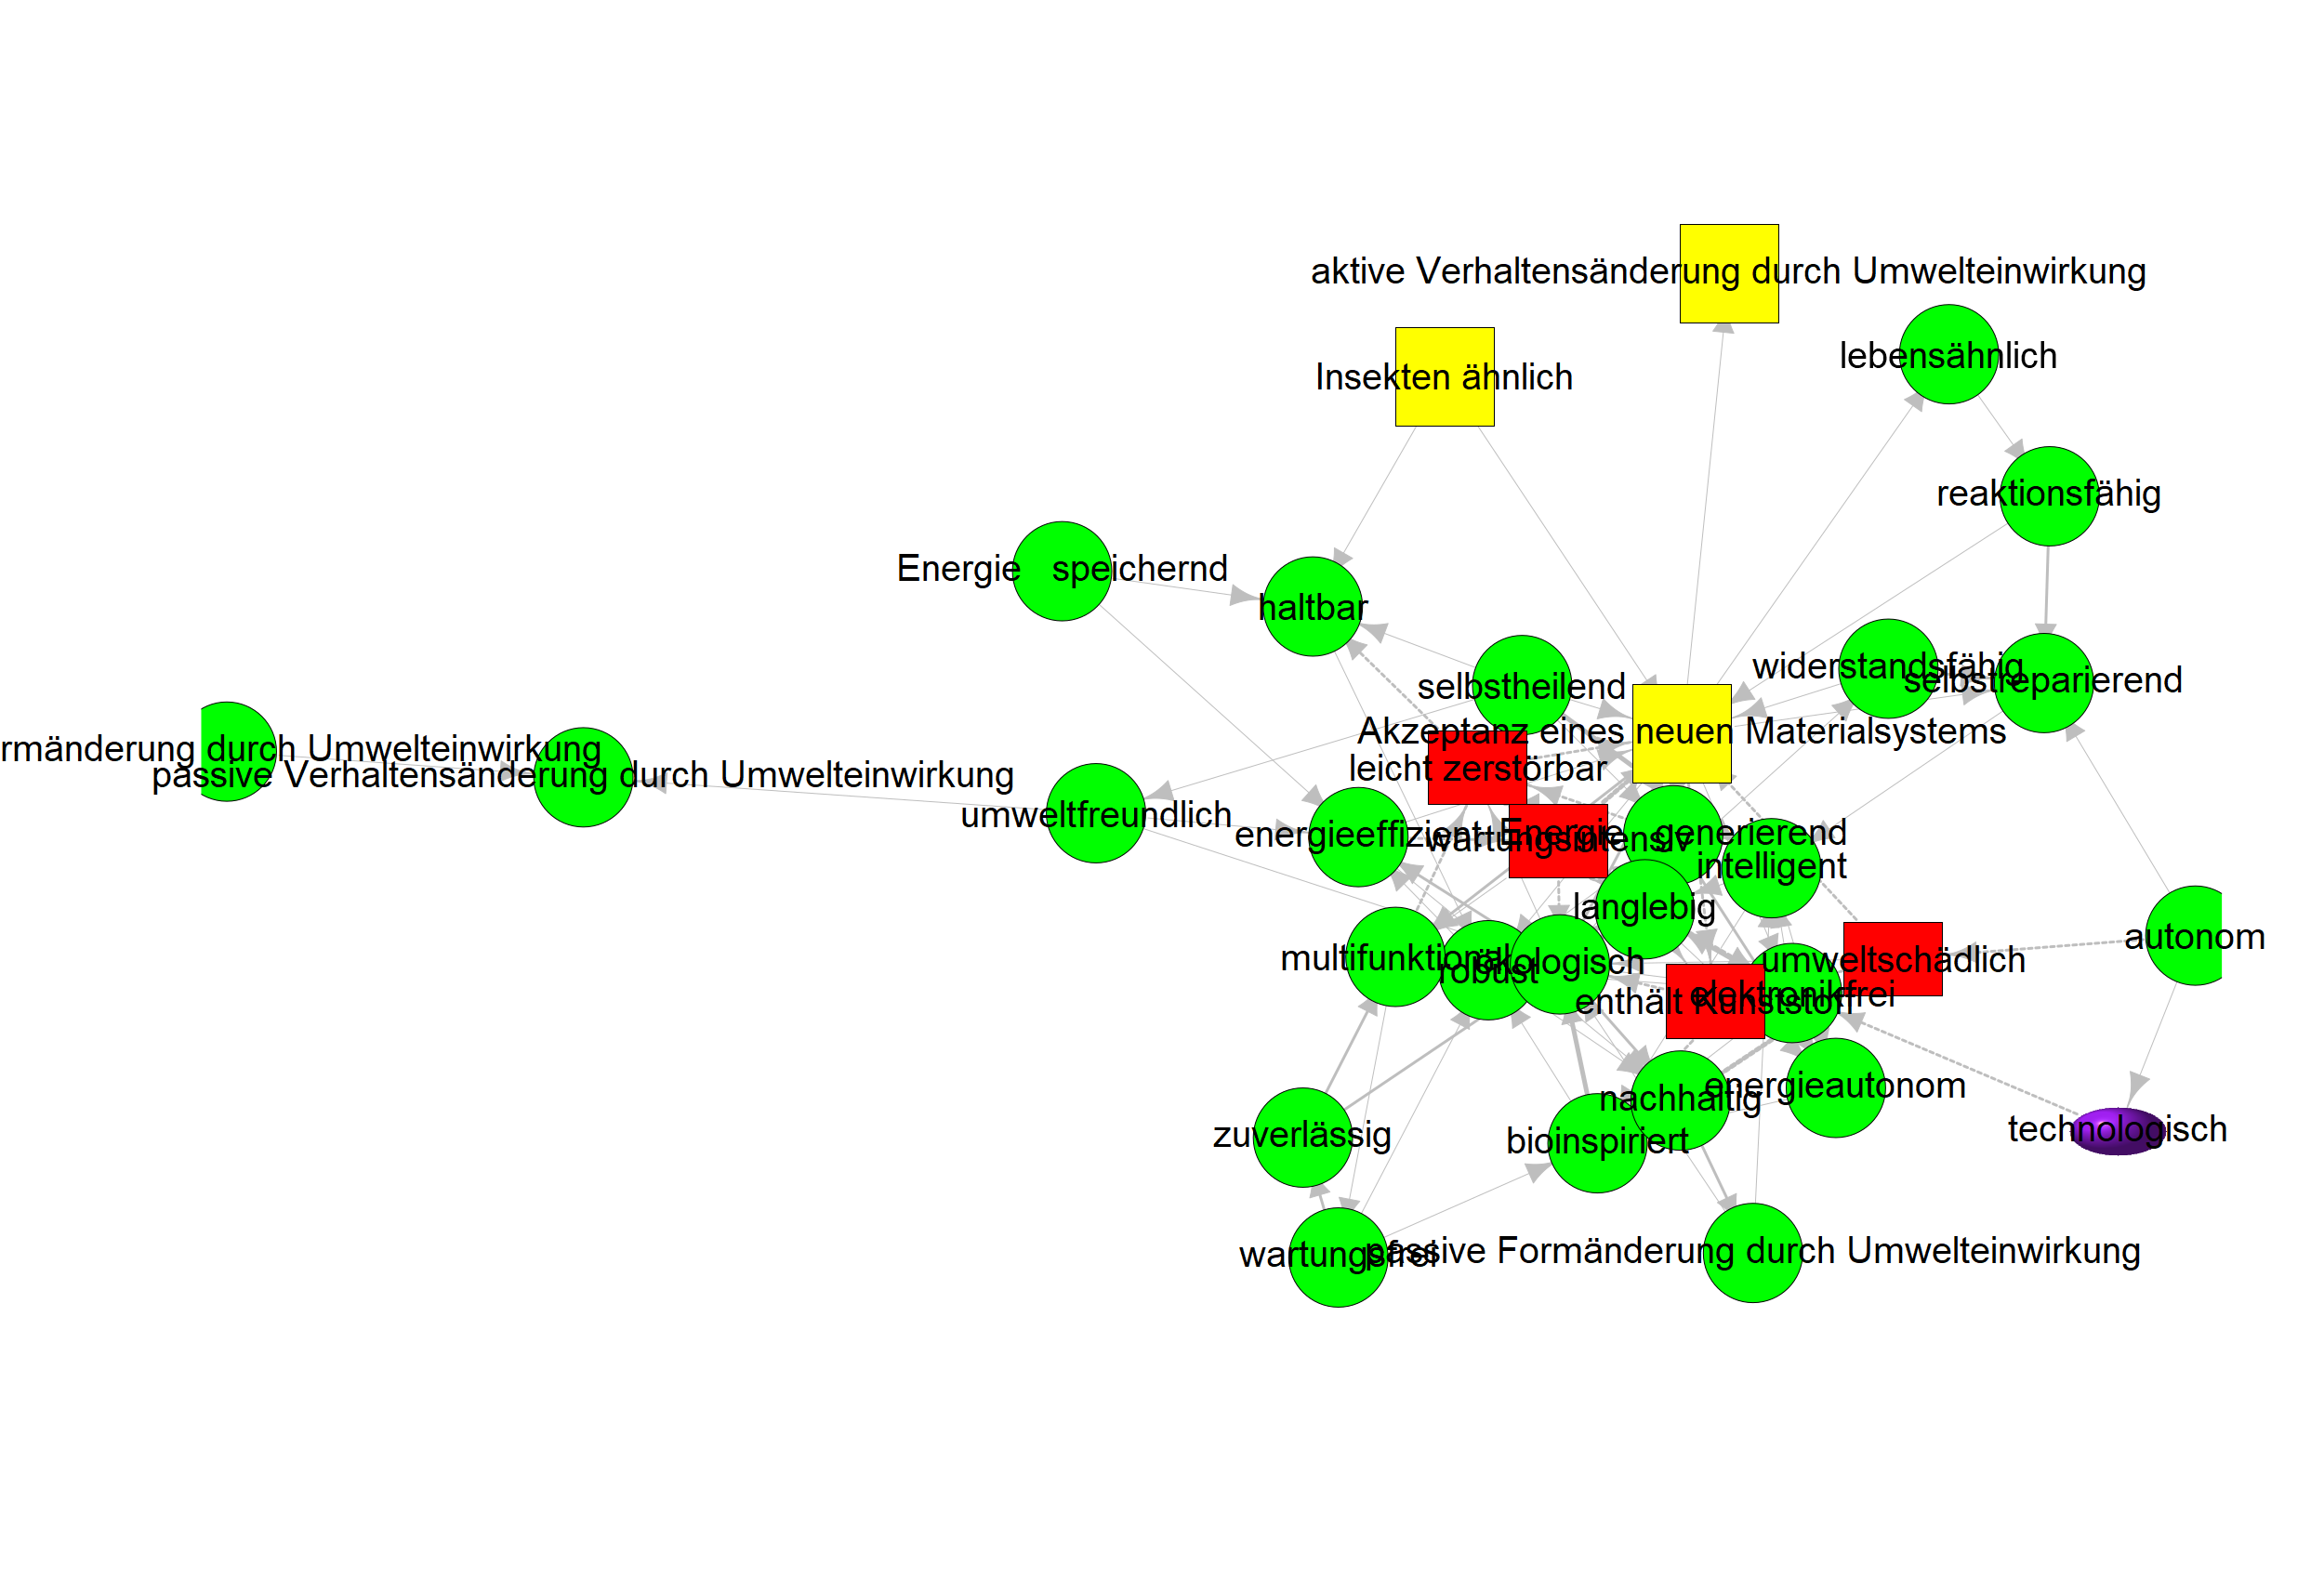 aktive Verhaltensänderung durch Umwelteinwirkung
lebensähnlich
Insekten ähnlich
reaktionsfähig
Energie speichernd
haltbar
widerstandsfähig
selbstreparierend
selbstheilend
Akzeptanz eines neuen Materialsystems
rmänderung durch Umwelteinwirkung
passive Verhaltensänderung durch Umwelteinwirkung
leicht zerstörbar
umweltfreundlich
energieeffizient
wartungsintensiv
Energie generierend
intelligent
langlebig
autonom
multifunktional
robust
ökologisch
umweltschädlich
elektronikfrei
enthält Kunststoff
energieautonom
nachhaltig
technologisch
zuverlässig
bioinspiriert
wartungsfrei
passive Formänderung durch Umwelteinwirkung